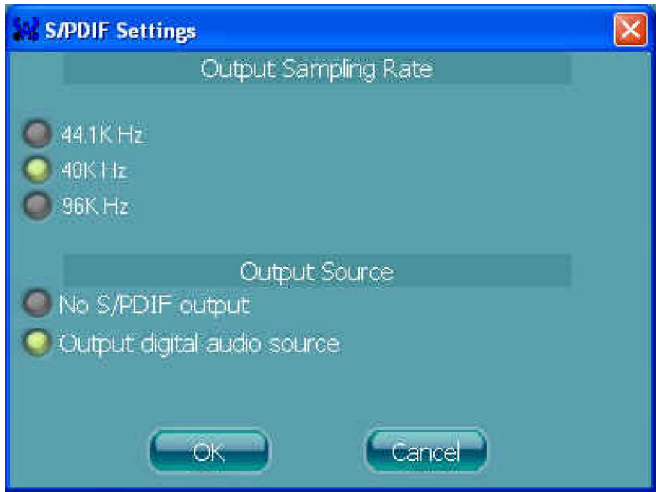 S/PDIF Settings
Output Sampling Rate
44.1K Hz
40K Hz
96K Hz
Output Source
No S/PDIF output
Output digital audio source
OK
Cancel